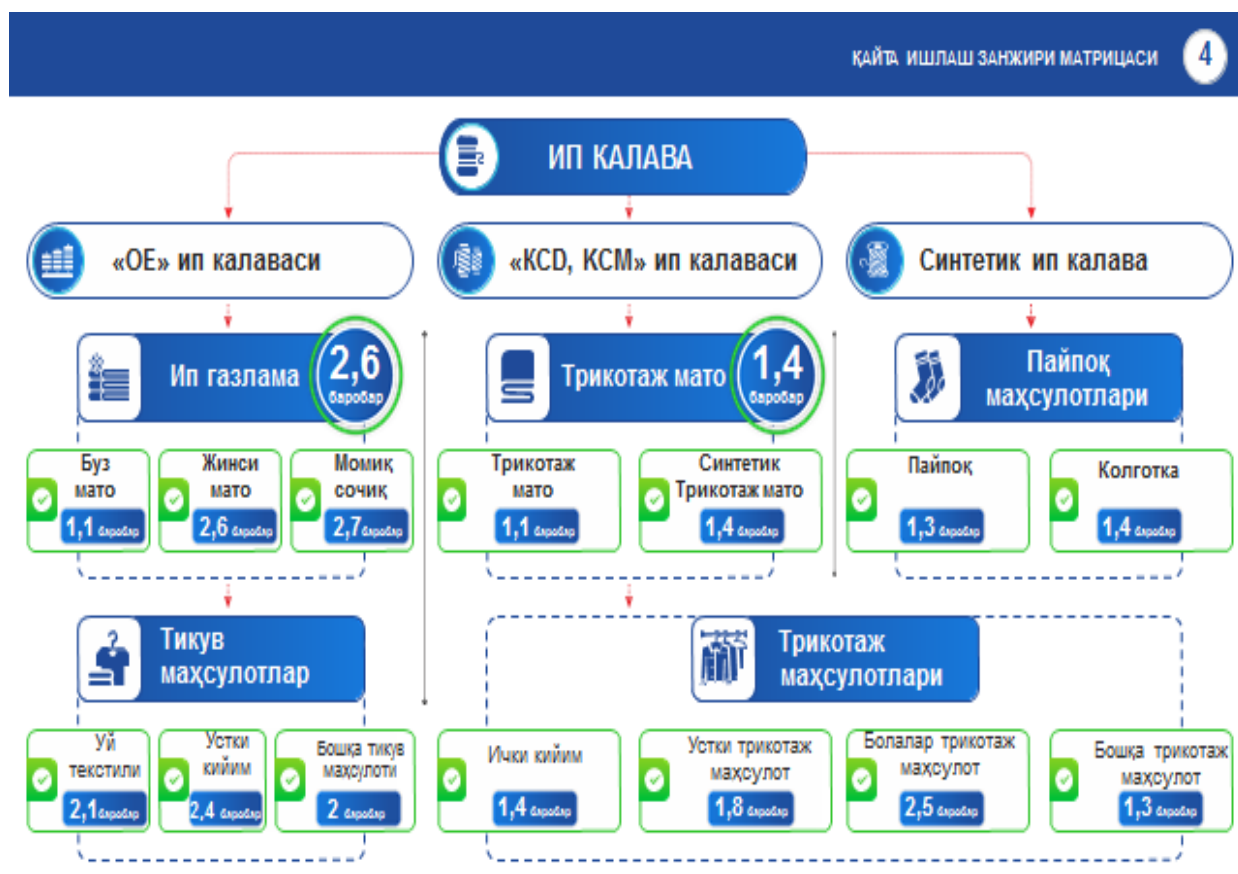 ҚАЙТА ИШЛАШ ЗАНЖИРИ МАТРИЦАСИ
4
ИП КАЛАВА
«ОЕ» ип калаваси
«КСD, КСМ» ип калаваси
Синтетик ип калава
Ип газлама
2,6
баробар
Трикотаж мато
1,4
баробар
Пайпоқ
маҳсулотлари
Буз
мато
1,1 баробар
Жинси
мато
2,6 баробар
Момиқ
сочиқ
2,7 баробар
Трикотаж
мато
1,1 баробар
Синтетик
Трикотаж мато
1,4 баробар
Пайпоқ
1,3 баробар
Колготка
1,4 баробар
Тикув
маҳсулотлар
Трикотаж
маҳсулотлари
Уй
текстили
2,1 баробар
Устки
кийим
2,4 баробар
Бошқа тикув
маҳсулоти
2 баробар
Ички кийим
1,4 баробар
Устки трикотаж
маҳсулот
1,8 баробар
Болалар трикотаж
маҳсулот
2,5 баробар
Бошқа трикотаж
маҳсулот
1,3 баробар